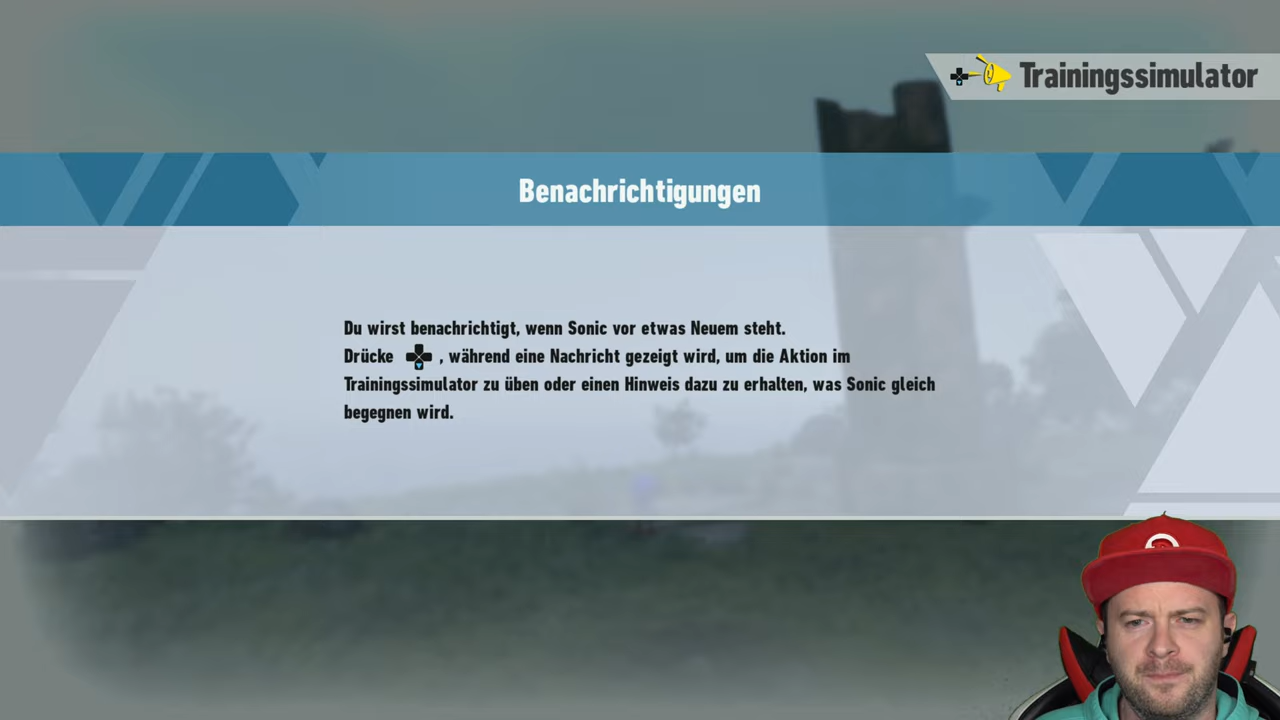 Trainingssimulator
Benachrichtigungen
Du wirst benachrichtigt, wenn Sonic vor etwas Neuem steht.
Drücke , während eine Nachricht gezeigt wird, um die Aktion im
Trainingssimulator zu üben oder einen Hinweis dazu zu erhalten, was Sonic gleich
begegnen wird.